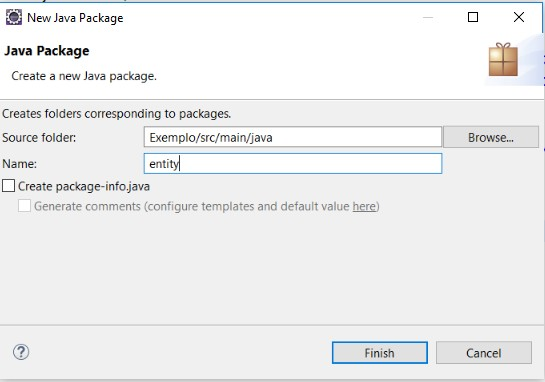 New Java Package
Java Package
Create a new Java package.
Creates folders corresponding to packages.
Source folder: Exemplo/src/main/java Browse...
Name: entity
Create package-info.java
Generate comments (configure templates and default value here)
? Finish Cancel